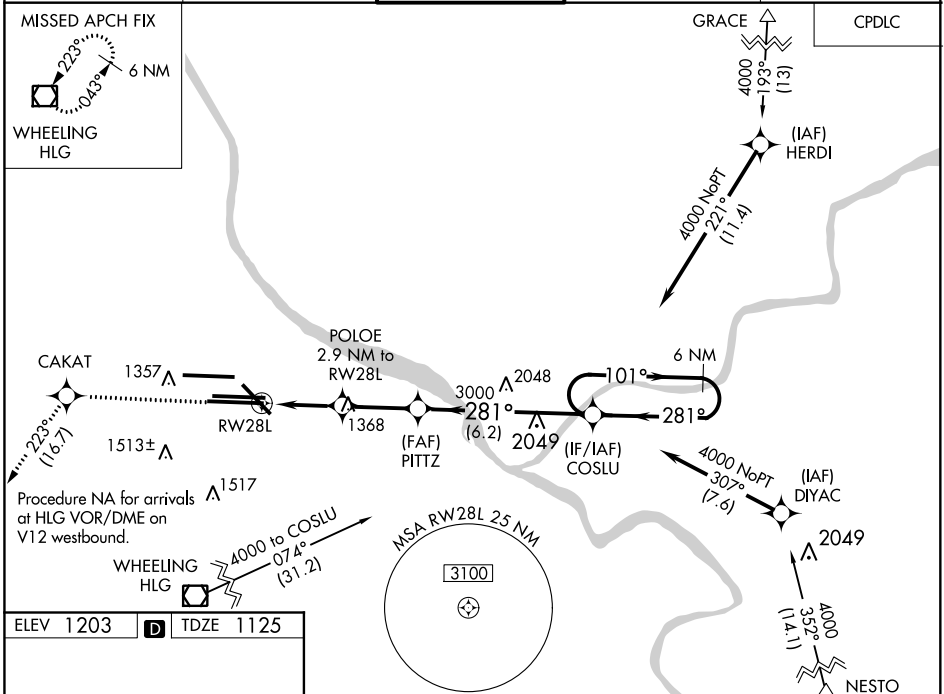 MISSED APCH FIX
223°
043°
6 NM
WHEELING
HLG
GRACE
CPDLC
4000
193°
(13)
(IAF)
HERDI
4000 NoPT
221°
(11.4)
POLOE
2.9 NM to
RW28L
CAKAT
1357
RW28L
1368
(FAF)
PITTZ
3000
281°
(6.2)
2048
2049
(IF/IAF)
COSLU
6 NM
101°
281°
223°
(16.7)
1513±
1517
Procedure NA for arrivals
at HLG VOR/DME on
V12 westbound.
4000 NoPT
307°
(7.6)
(IAF)
DIYAC
2049
WHEELING
HLG
4000 to COSLU
074°
(31.2)
MSA RW28L 25 NM
3100
4000
352°
(14.1)
NESTO
ELEV 1203 D TDZE 1125